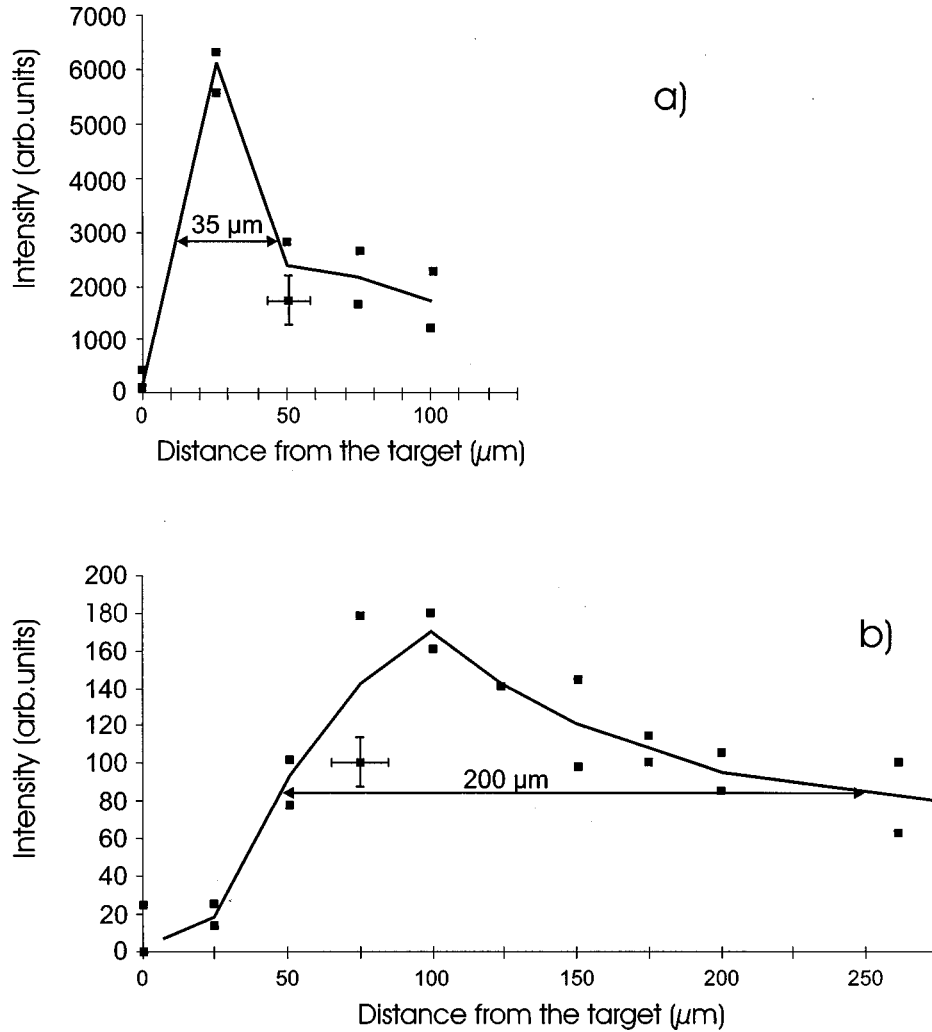 7000
6000
5000
4000
3000
2000
1000
0
Intensity (arb.units)
a)
35 µm
0 50 100
Distance from the target (µm)
200
180
160
140
120
100
80
60
40
20
0
Intensity (arb.units)
b)
200 µm
0 50 100 150 200 250
Distance from the target (µm)